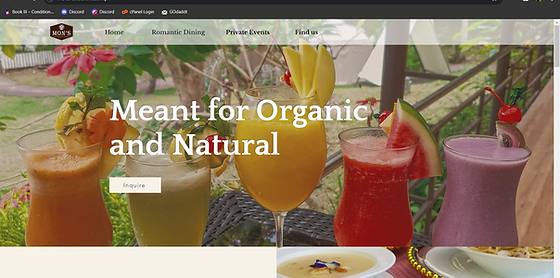 Book III – Condition...
Discord
Discord
cPanel Login
GOdaddi
MON'S
Home
Romantic Dining
Private Events
Find us
Meant for Organic
and Natural
Inquire